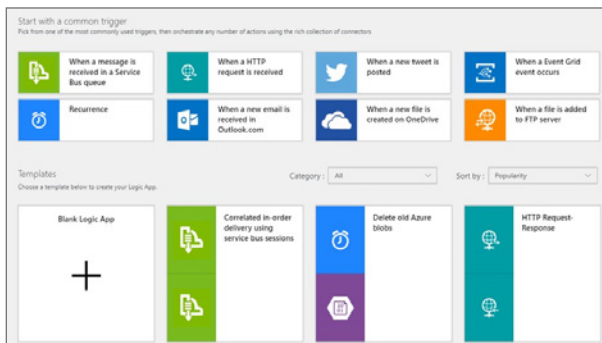 Start with a common trigger
Pick from one of the most commonly used triggers, then orchestrate any number of actions using the rich collection of connectors
When a message is
received in a Service
Bus queue
When a HTTP
request is received
When a new tweet is
posted
When a Event Grid
event occurs
Recurrence
When a new email is
received in
Outlook.com
When a new file is
created on OneDrive
When a file is added
to FTP server
Templates
Choose a template below to create your Logic App.
Category : All
Sort by : Popularity
Blank Logic App
Correlated in-order
delivery using
service bus sessions
Delete old Azure
blobs
HTTP Request-
Response